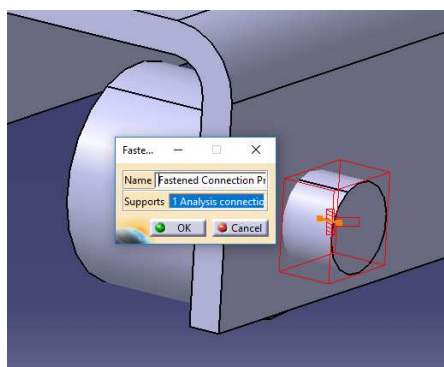 Faste...
Name Fastened Connection Pr
Supports 1 Analysis connectio
OK Cancel